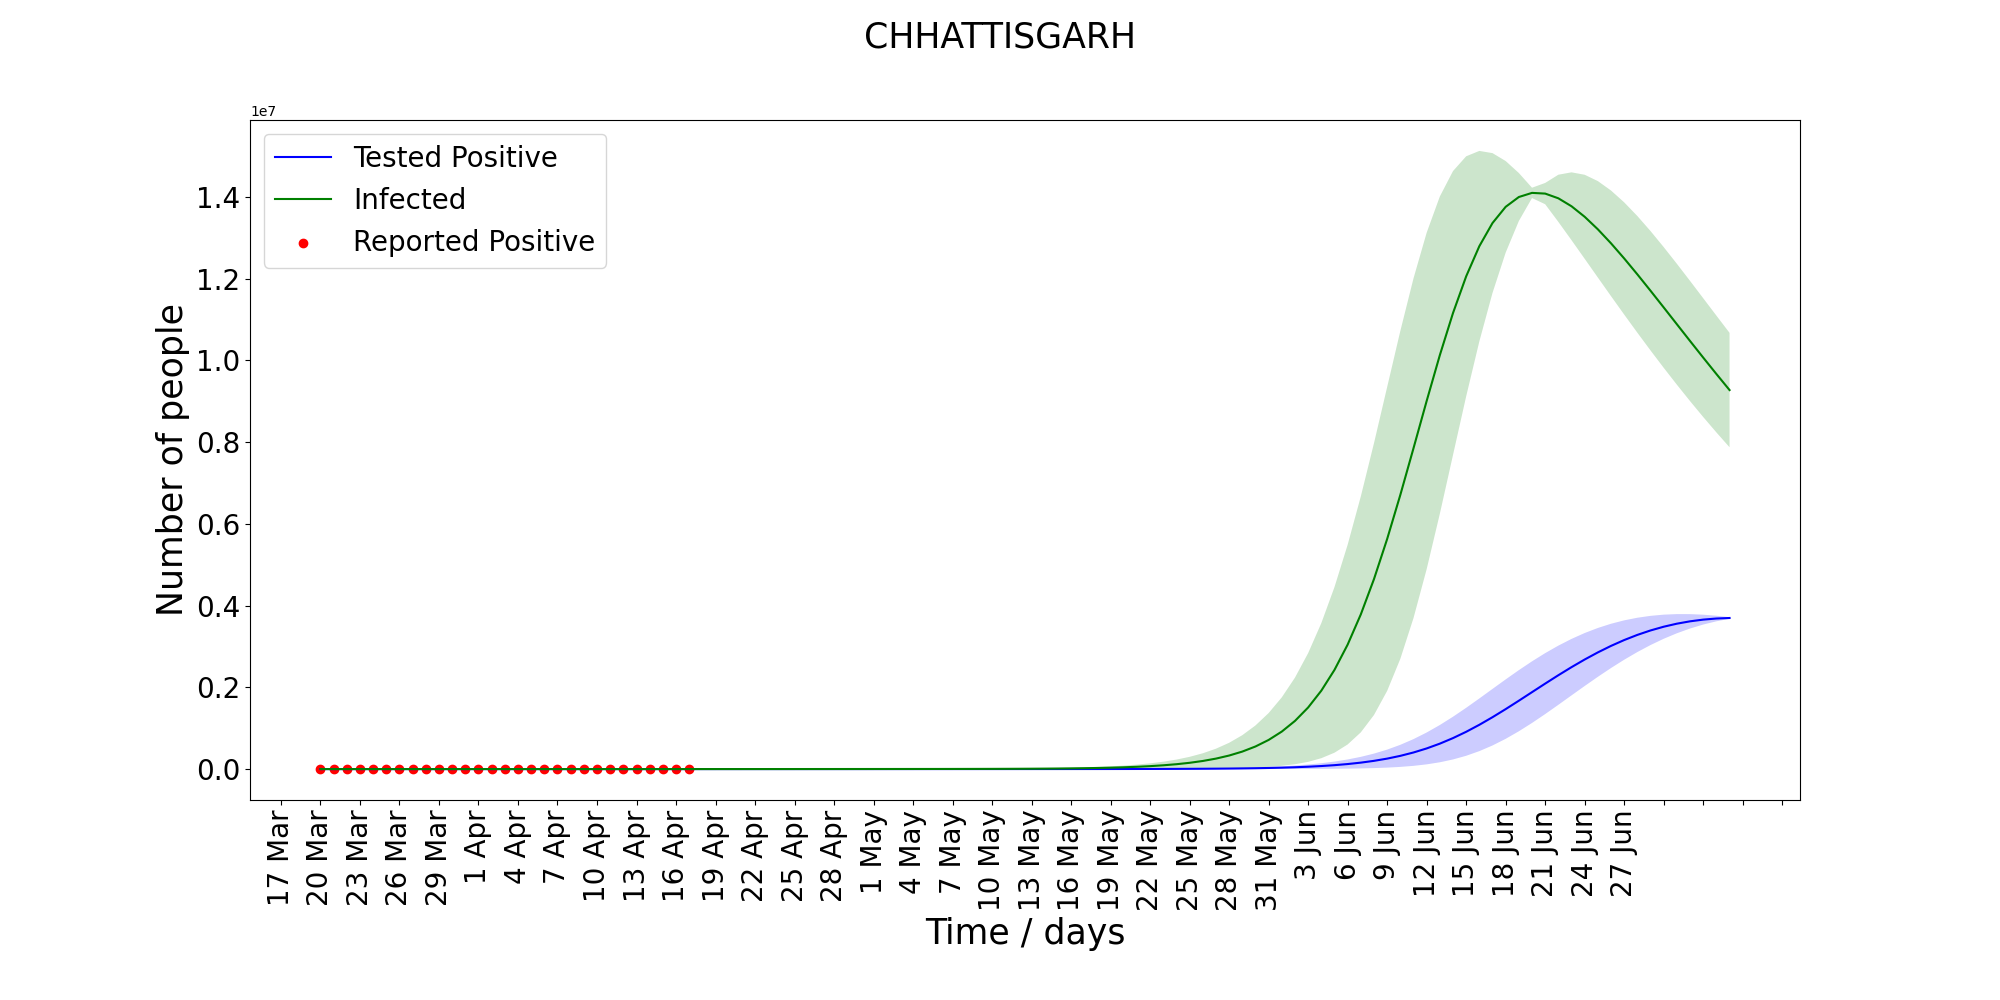 CHHATTISGARH
1e7
Tested Positive
Infected
Reported Positive
1.4
1.2
1.0
0.8
0.6
0.4
0.2
0.0
Number of people
17 Mar
20 Mar
23 Mar
26 Mar
29 Mar
1 Apr
4 Apr
7 Apr
10 Apr
13 Apr
16 Apr
19 Apr
22 Apr
25 Apr
28 Apr
1 May
4 May
7 May
10 May
13 May
16 May
19 May
22 May
25 May
28 May
31 May
3 Jun
6 Jun
9 Jun
12 Jun
15 Jun
18 Jun
21 Jun
24 Jun
27 Jun
Time / days